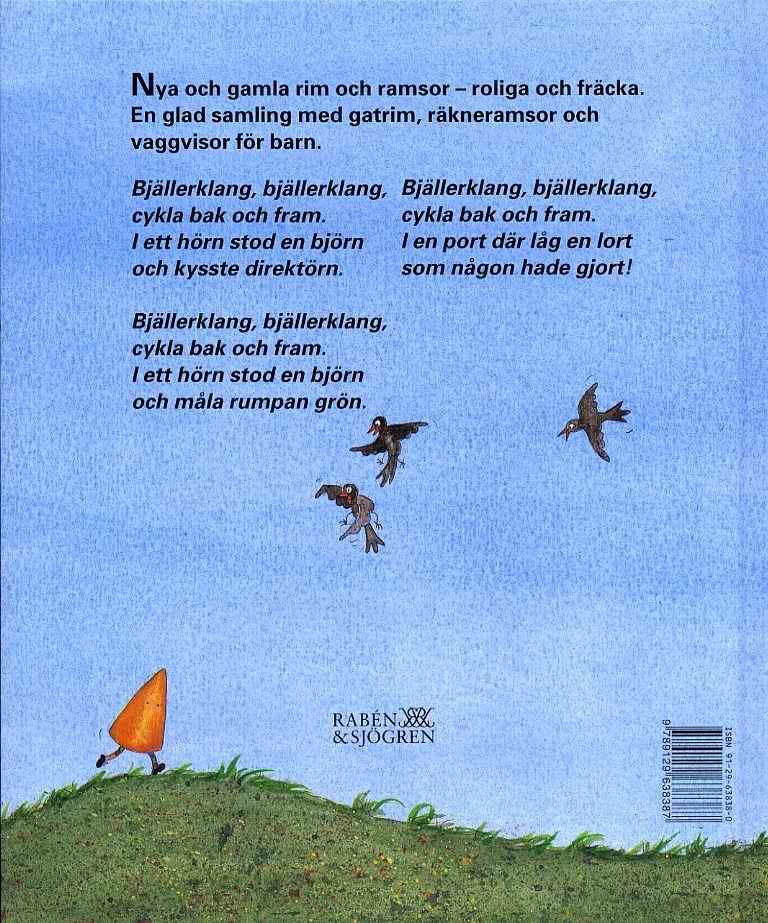 Nya och gamla rim och ramsor – roliga och fräcka.
En glad samling med gatrim, räkneramsor och
vaggvisor för barn.
Bjällerklang, bjällerklang,
cykla bak och fram.
I ett hörn stod en björn
och kysste direktörn.
Bjällerklang, bjällerklang,
cykla bak och fram.
I en port där låg en lort
som någon hade gjort!
Bjällerklang, bjällerklang,
cykla bak och fram.
I ett hörn stod en björn
och måla rumpan grön.
RABÉN
&SJÖGREN
ISBN 91-29-63838-0
9789129638387